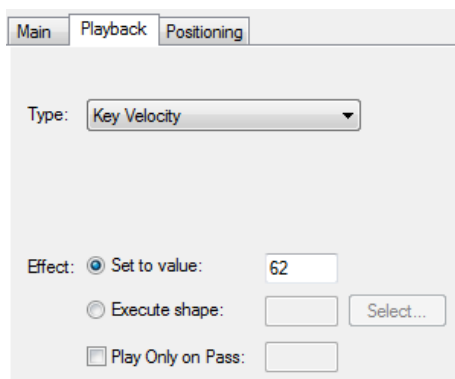 Main Playback Positioning
Type: Key Velocity
Effect: Set to value: 62
Execute shape: Select...
Play Only on Pass: